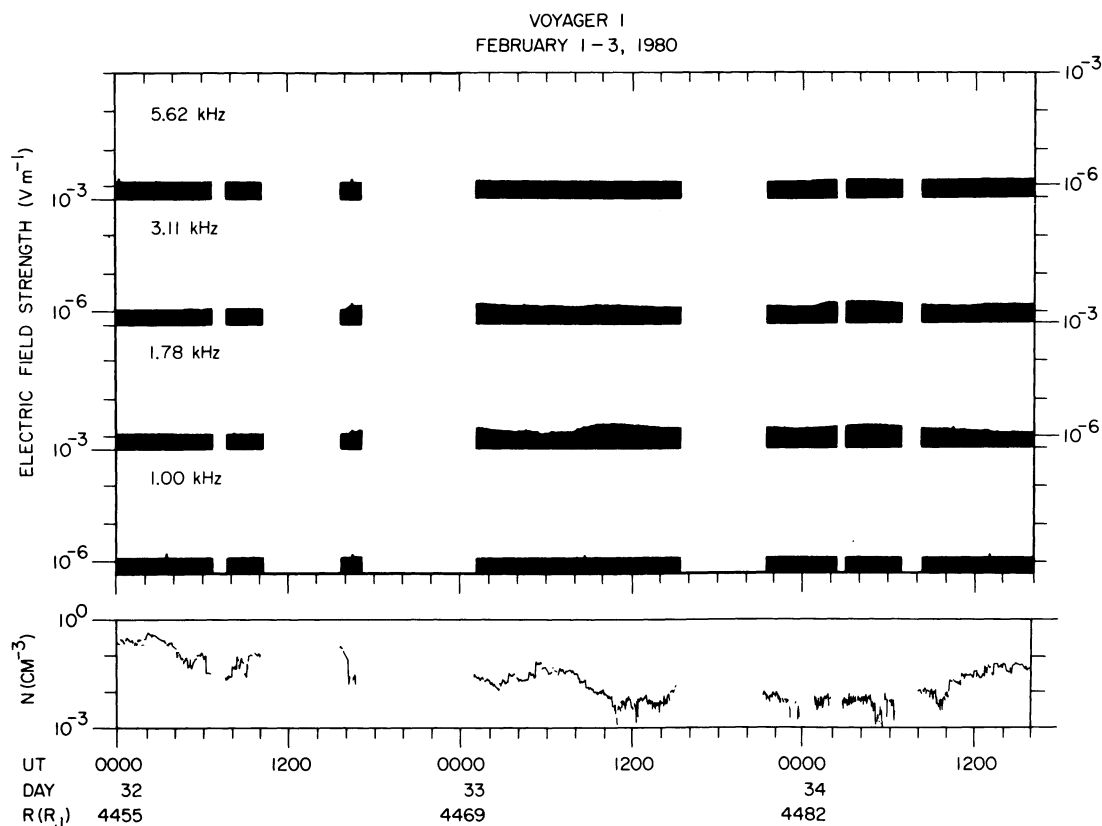 VOYAGER 1
FEBRUARY 1-3, 1980
ELECTRIC FIELD STRENGTH (V m⁻¹)
10⁻³
5.62 kHz
10⁻³
10⁻⁶
3.11 kHz
10⁻⁶
10⁻³
1.78 kHz
10⁻³
10⁻⁶
1.00 kHz
10⁻⁶
N(CM⁻³)
10⁰
10⁻³
UT 0000 1200 0000 1200 0000 1200
DAY 32 33 34
R(R_J) 4455 4469 4482